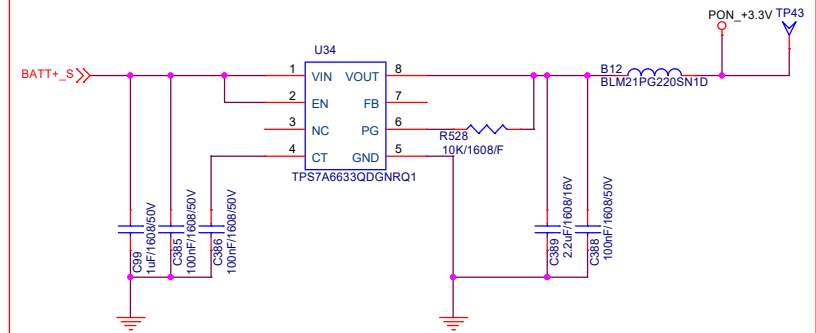 PON_+3.3V TP43
U34
BATT+_S
1 VIN VOUT 8
2 EN FB 7
3 NC PG 6
4 CT GND 5
TPS7A6633QDGNRQ1
R528
10K/1608/F
B12
BLM21PG220SN1D
C99
1uF/1608/50V
C385
100nF/1608/50V
C386
100nF/1608/50V
C389
2.2uF/1608/16V
C388
100nF/1608/50V